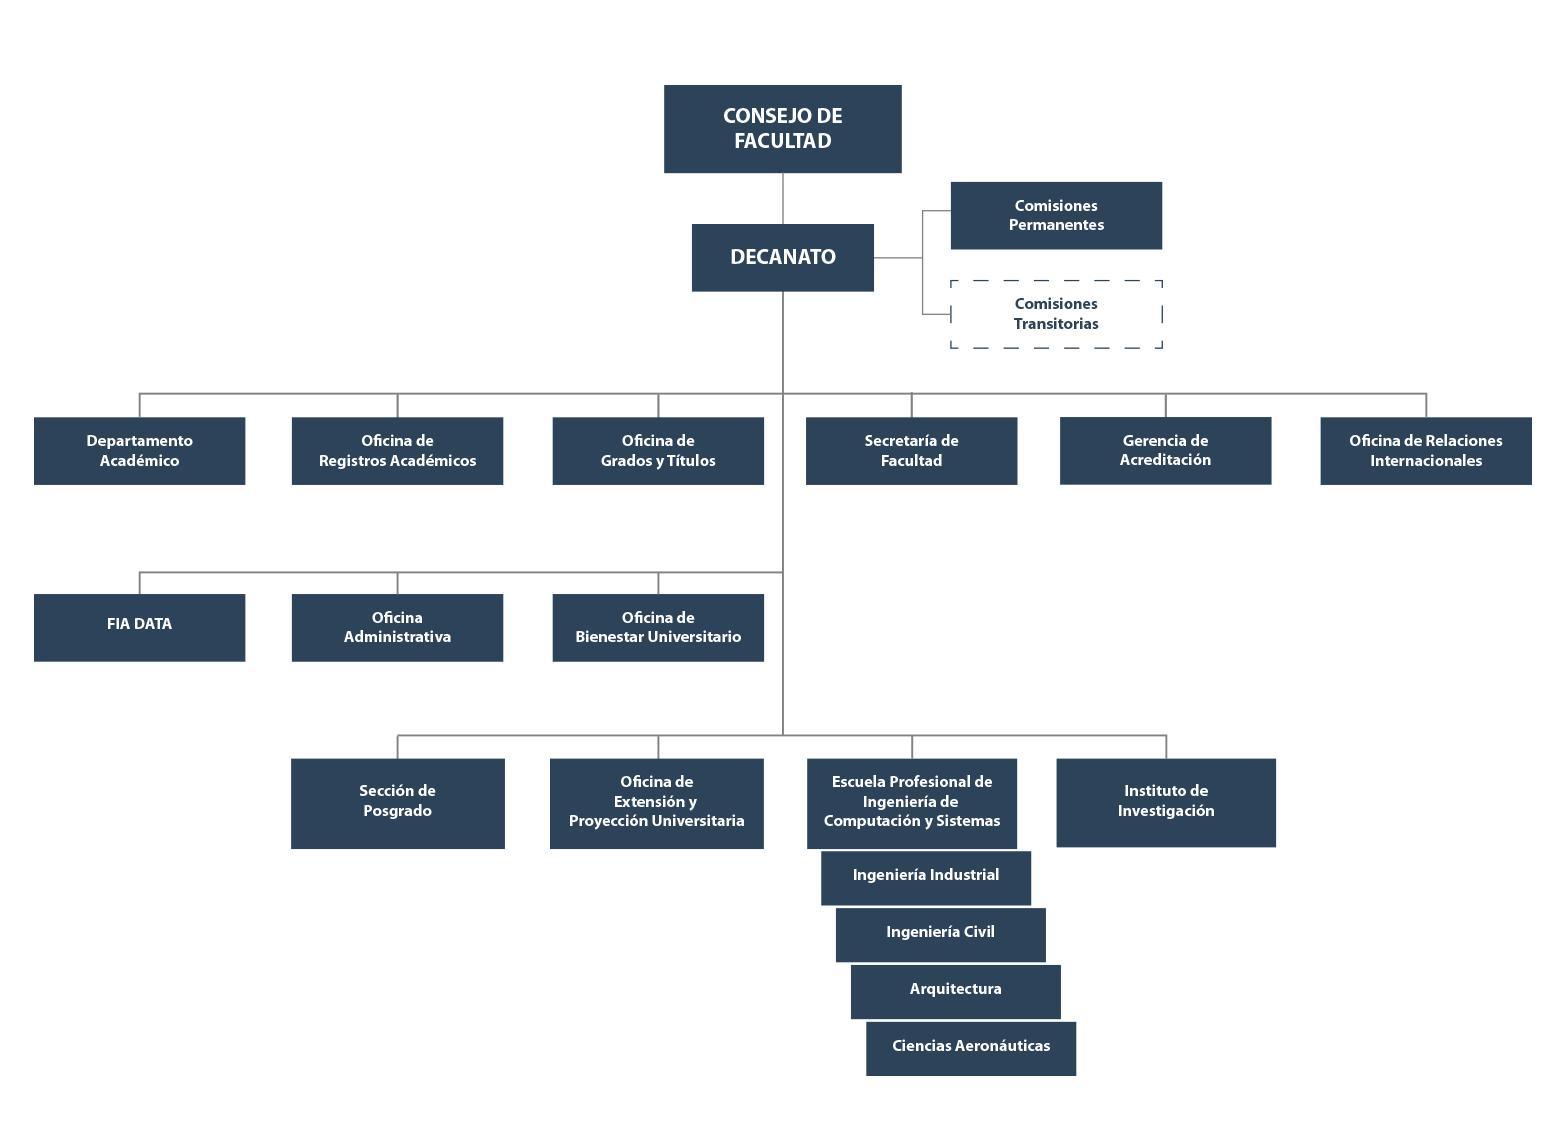 CONSEJO DE
FACULTAD
DECANATO
Comisiones
Permanentes
Comisiones
Transitorias
Departamento
Académico
Oficina de
Registros Académicos
Oficina de
Grados y Títulos
Secretaría de
Facultad
Gerencia de
Acreditación
Oficina de Relaciones
Internacionales
FIA DATA
Oficina
Administrativa
Oficina de
Bienestar Universitario
Sección de
Posgrado
Oficina de
Extensión y
Proyección Universitaria
Escuela Profesional de
Ingeniería de
Computación y Sistemas
Ingeniería Industrial
Ingeniería Civil
Arquitectura
Ciencias Aeronáuticas
Instituto de
Investigación